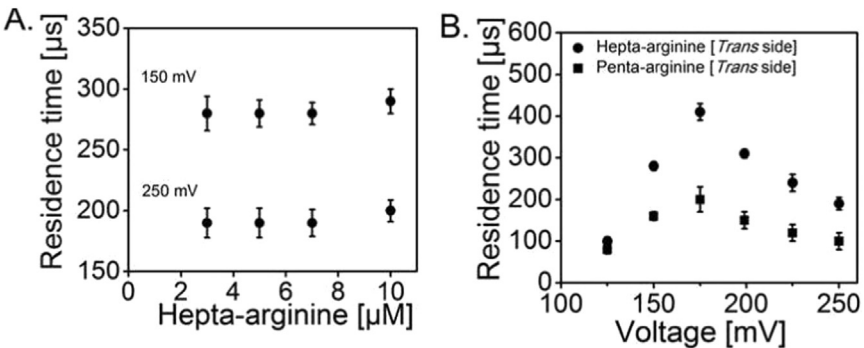 A.
Residence time [µs]
350
300
250
200
150
150 mV
250 mV
0 2 4 6 8 10
Hepta-arginine [µM]
B.
Residence time [µs]
600
500
400
300
200
100
0
Hepta-arginine [Trans side]
Penta-arginine [Trans side]
100 150 200 250
Voltage [mV]